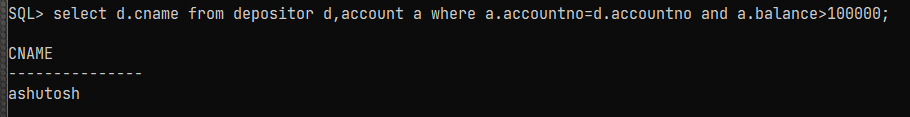 SQL> select d.cname from depositor d,account a where a.accountno=d.accountno and a.balance>100000;
CNAME
---------------
ashutosh